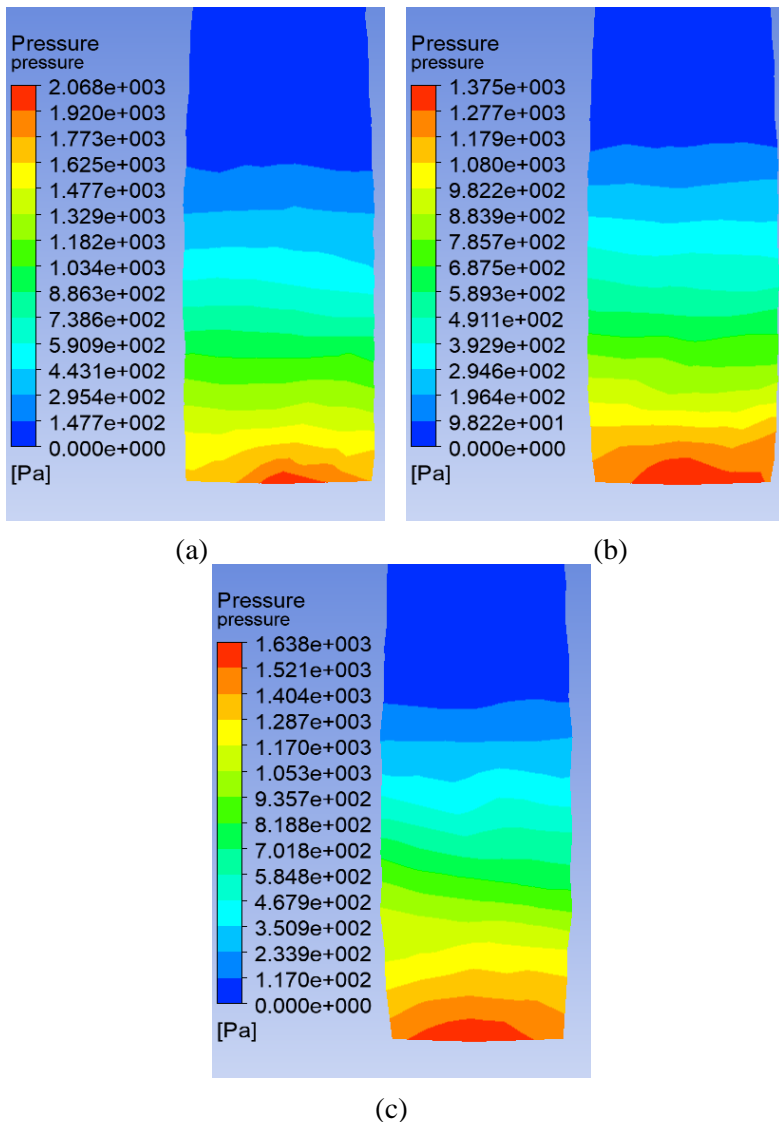 Pressure
pressure
2.068e+003
1.920e+003
1.773e+003
1.625e+003
1.477e+003
1.329e+003
1.182e+003
1.034e+003
8.863e+002
7.386e+002
5.909e+002
4.431e+002
2.954e+002
1.477e+002
0.000e+000
[Pa]
(a)
Pressure
pressure
1.375e+003
1.277e+003
1.179e+003
1.080e+003
9.822e+002
8.839e+002
7.857e+002
6.875e+002
5.893e+002
4.911e+002
3.929e+002
2.946e+002
1.964e+002
9.822e+001
0.000e+000
[Pa]
(b)
Pressure
pressure
1.638e+003
1.521e+003
1.404e+003
1.287e+003
1.170e+003
1.053e+003
9.357e+002
8.188e+002
7.018e+002
5.848e+002
4.679e+002
3.509e+002
2.339e+002
1.170e+002
0.000e+000
[Pa]
(c)